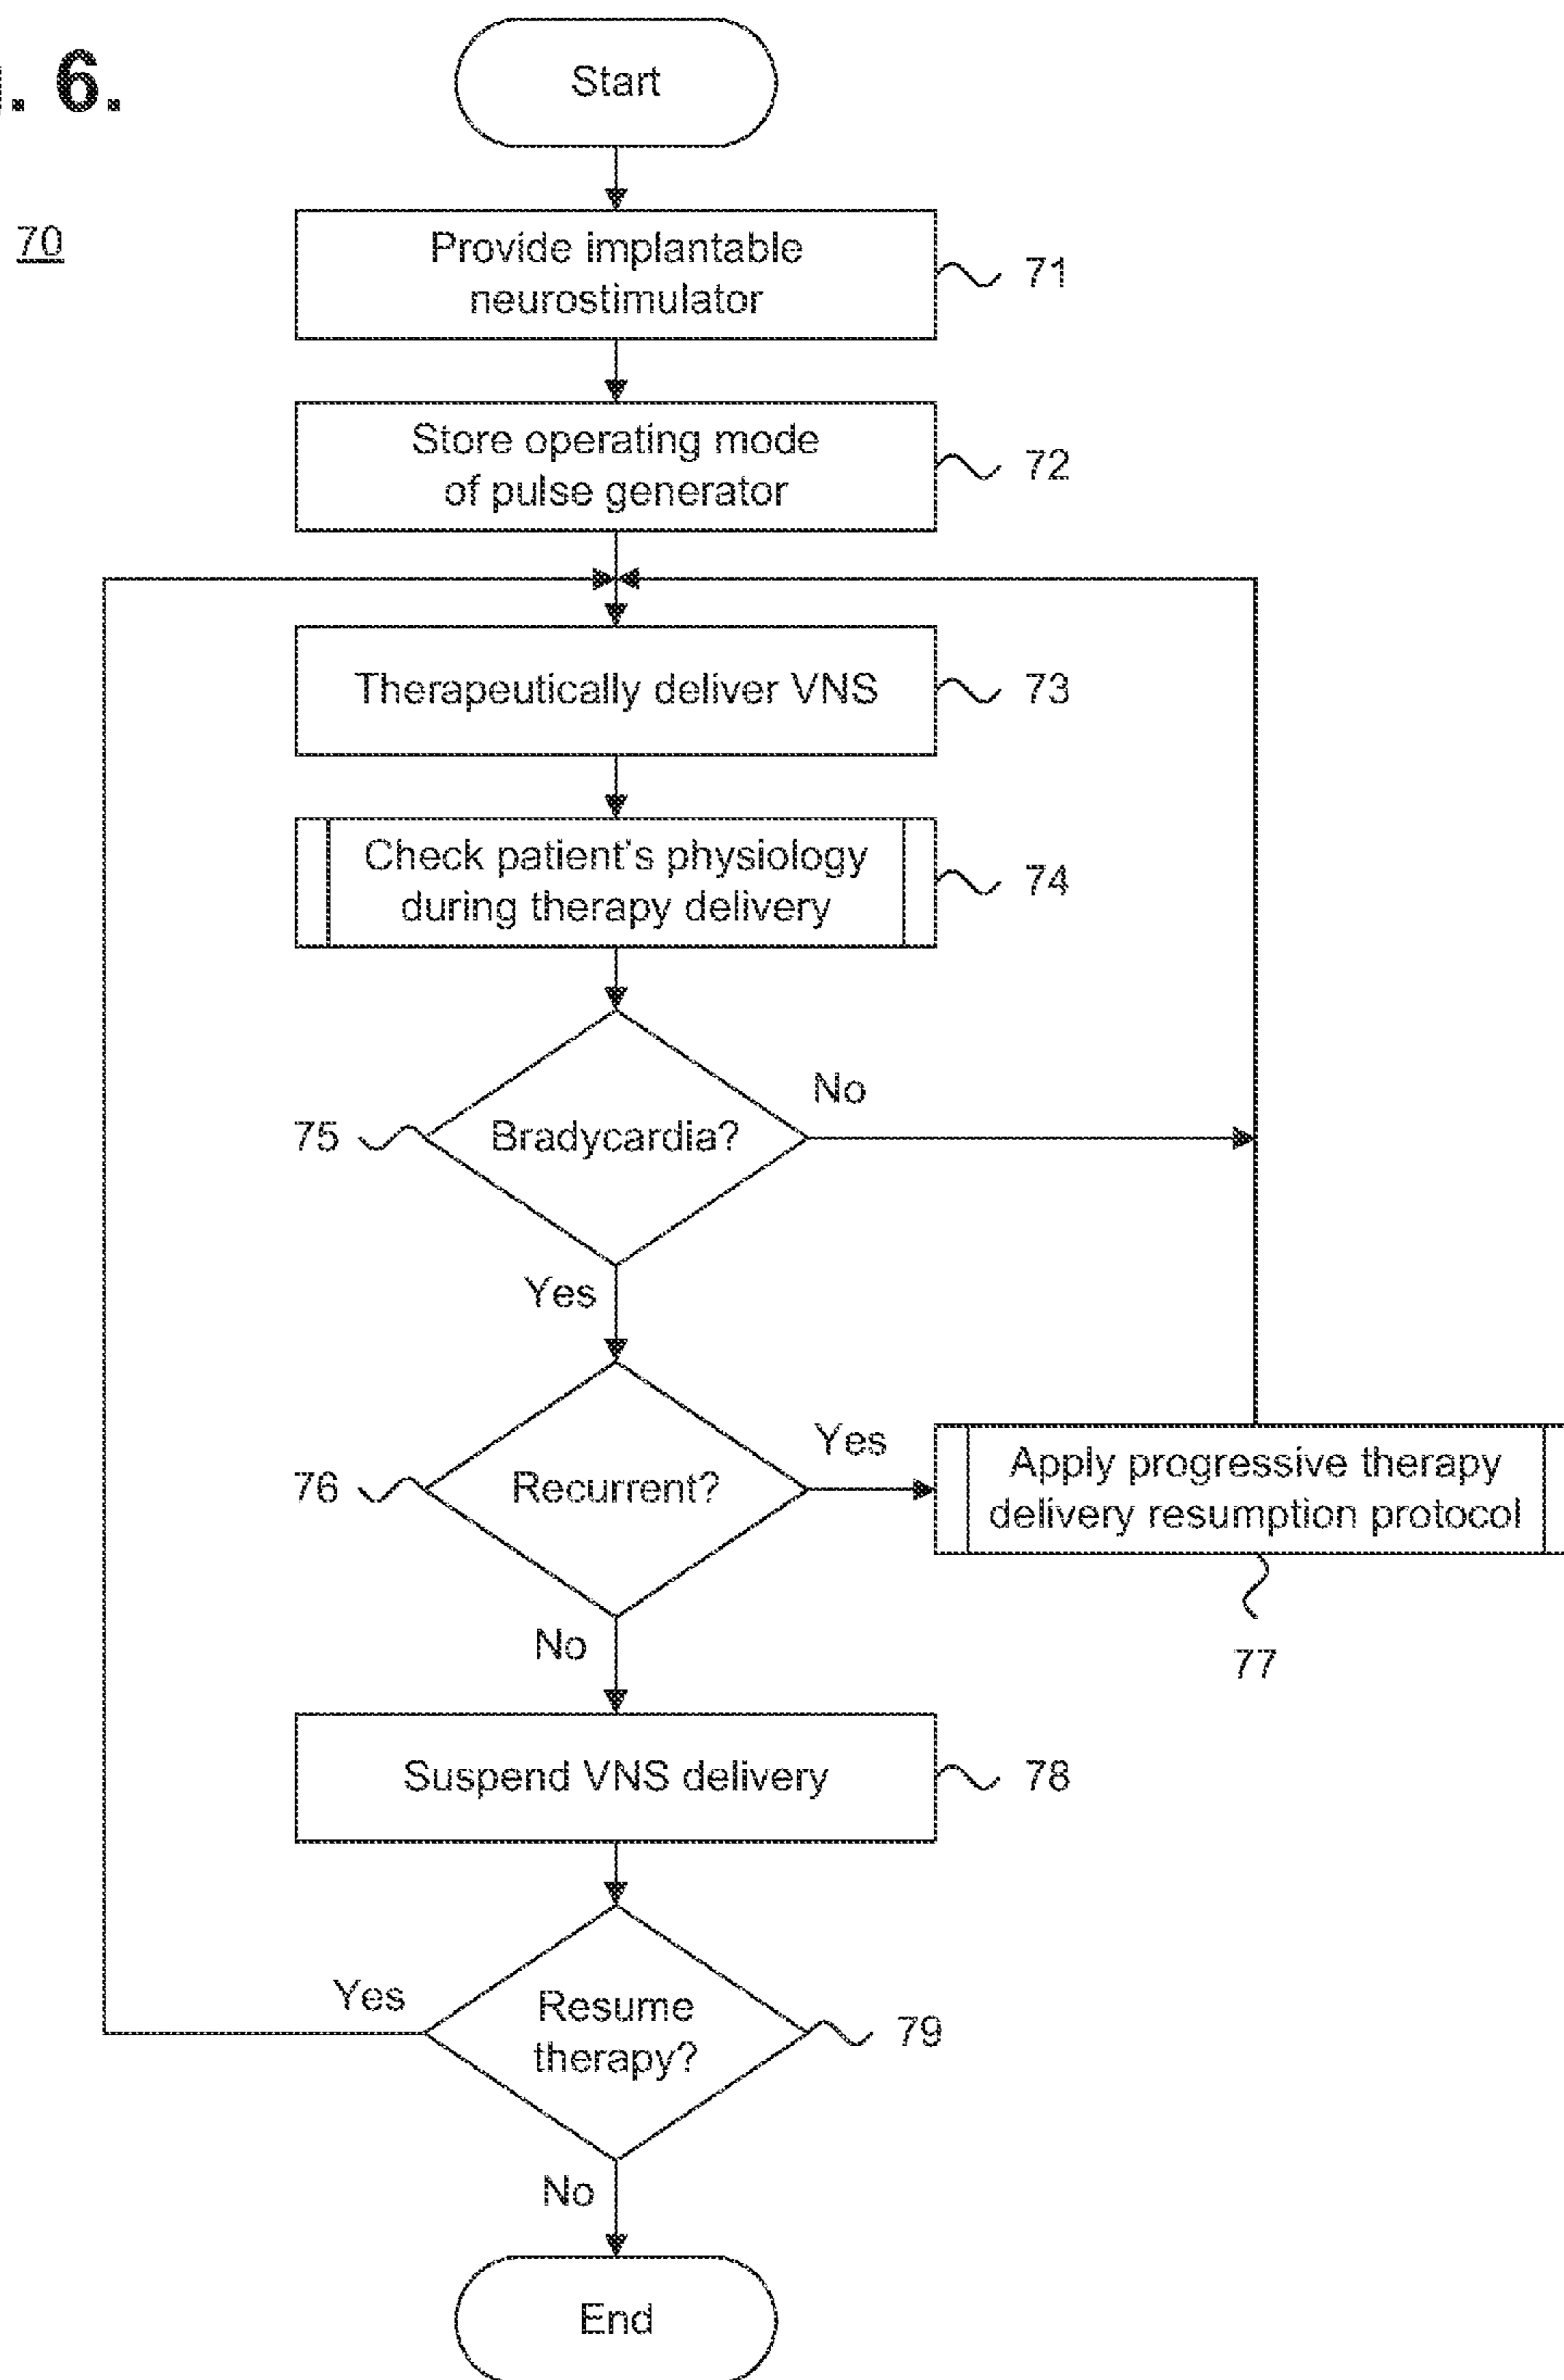 . 6.
70
Start
Provide implantable
neurostimulator
71
Store operating mode
of pulse generator
72
Therapeutically deliver VNS
73
Check patient's physiology
during therapy delivery
74
75
Bradycardia?
No
Yes
76
Recurrent?
Yes
Apply progressive therapy
delivery resumption protocol
77
No
Suspend VNS delivery
78
Yes
Resume
therapy?
79
No
End